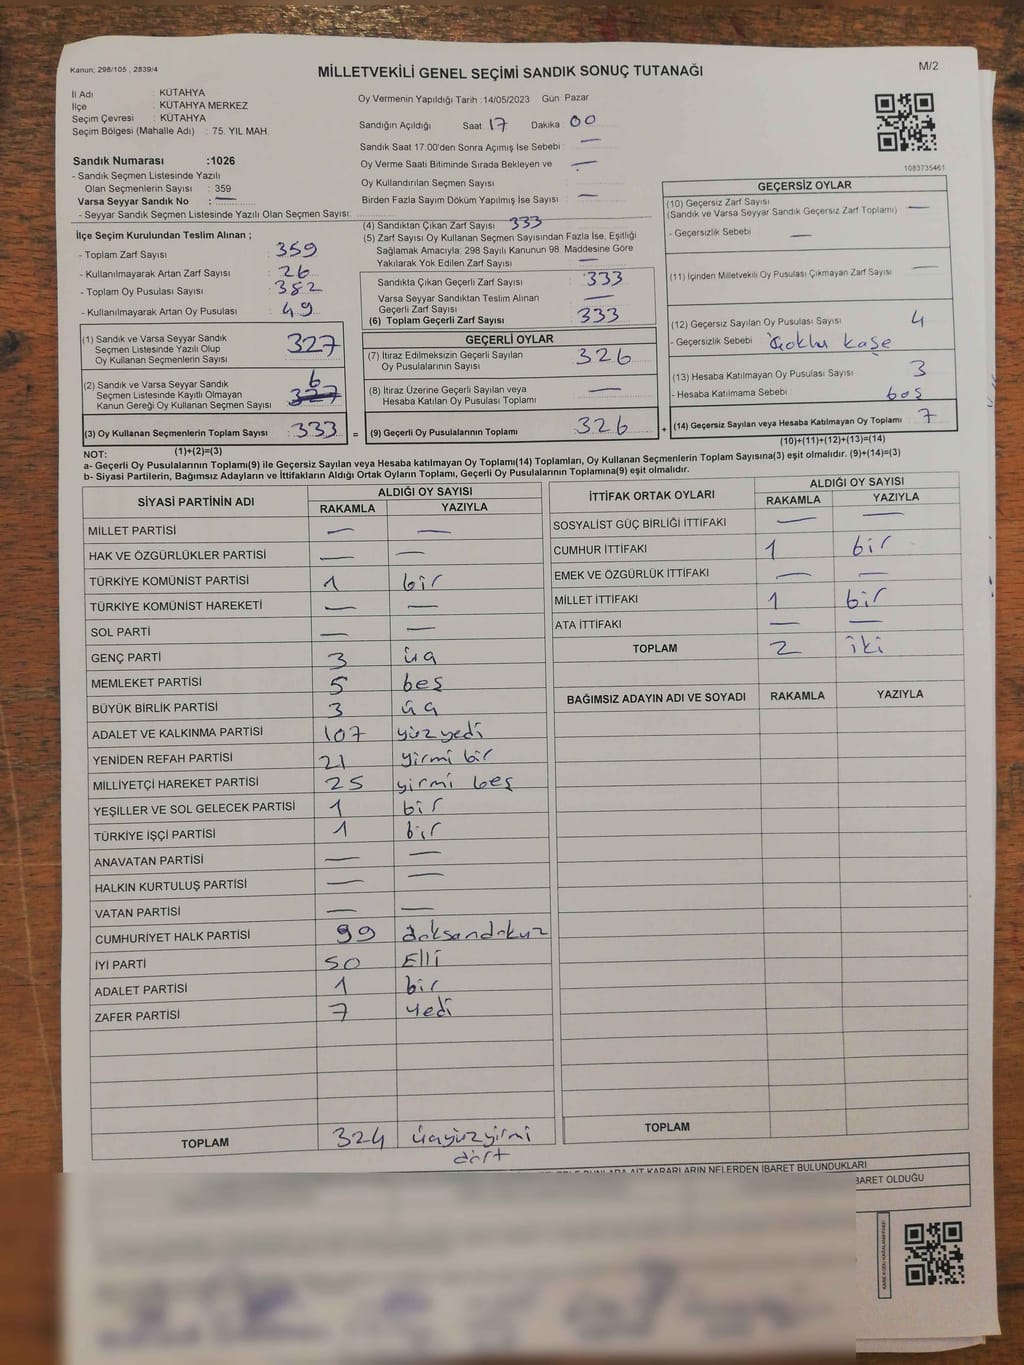 Kanun; 298/105 , 2839/4
MİLLETVEKİLİ GENEL SEÇİMİ SANDIK SONUÇ TUTANAĞI
M/2
İl Adı : KÜTAHYA
İlçe : KÜTAHYA MERKEZ
Seçim Çevresi : KÜTAHYA
Seçim Bölgesi (Mahalle Adı) : 75. YIL MAH.
Oy Vermenin Yapıldığı Tarih : 14/05/2023 Gün Pazar
Sandığın Açıldığı Saat 17 Dakika 00
Sandık Saat 17:00'den Sonra Açımış İse Sebebi : —
Oy Verme Saati Bitiminde Sırada Bekleyen ve : —
Oy Kullandırılan Seçmen Sayısı
Birden Fazla Sayım Döküm Yapılmış İse Sayısı : —
1083735461
Sandık Numarası :1026
- Sandık Seçmen Listesinde Yazılı
Olan Seçmenlerin Sayısı : 359
Varsa Seyyar Sandık No : —
- Seyyar Sandık Seçmen Listesinde Yazılı Olan Seçmen Sayısı:
İlçe Seçim Kurulundan Teslim Alınan ;
- Toplam Zarf Sayısı : 359
- Kullanılmayarak Artan Zarf Sayısı : 26
- Toplam Oy Pusulası Sayısı : 382
- Kullanılmayarak Artan Oy Pusulası : 49
(1) Sandık ve Varsa Seyyar Sandık
Seçmen Listesinde Yazılı Olup
Oy Kullanan Seçmenlerin Sayısı : 327
(2) Sandık ve Varsa Seyyar Sandık
Seçmen Listesinde Kayıtlı Olmayan
Kanun Gereği Oy Kullanan Seçmen Sayısı : 6 327
(3) Oy Kullanan Seçmenlerin Toplam Sayısı : 333
(1)+(2)=(3)
(4) Sandıktan Çıkan Zarf Sayısı : 333
(5) Zarf Sayısı Oy Kullanan Seçmen Sayısından Fazla İse, Eşitliği
Sağlamak Amacıyla, 298 Sayılı Kanunun 98. Maddesine Göre
Yakılarak Yok Edilen Zarf Sayısı : —
Sandıkta Çıkan Geçerli Zarf Sayısı : 333
Varsa Seyyar Sandıktan Teslim Alınan
Geçerli Zarf Sayısı : —
(6) Toplam Geçerli Zarf Sayısı : 333
GEÇERLİ OYLAR
(7) İtiraz Edilmeksizin Geçerli Sayılan
Oy Pusulalarının Sayısı : 326
(8) İtiraz Üzerine Geçerli Sayılan veya
Hesaba Katılan Oy Pusulası Toplamı : —
= (9) Geçerli Oy Pusulalarının Toplamı : 326 +
GEÇERSİZ OYLAR
(10) Geçersiz Zarf Sayısı
(Sandık ve Varsa Seyyar Sandık Geçersiz Zarf Toplamı) —
- Geçersizlik Sebebi : —
(11) İçinden Milletvekili Oy Pusulası Çıkmayan Zarf Sayısı : —
(12) Geçersiz Sayılan Oy Pusulası Sayısı : 4
- Geçersizlik Sebebi : Çoklu kaşe
(13) Hesaba Katılmayan Oy Pusulası Sayısı : 3
- Hesaba Katılmama Sebebi : boş
(14) Geçersiz Sayılan veya Hesaba Katılmayan Oy Toplamı : 7
(10)+(11)+(12)+(13)=(14)
NOT:
a- Geçerli Oy Pusulalarının Toplamı(9) ile Geçersiz Sayılan veya Hesaba katılmayan Oy Toplamı(14) Toplamları, Oy Kullanan Seçmenlerin Toplam Sayısına(3) eşit olmalıdır. (9)+(14)=(3)
b- Siyasi Partilerin, Bağımsız Adayların ve İttifakların Aldığı Ortak Oyların Toplamı, Geçerli Oy Pusulalarının Toplamına(9) eşit olmalıdır.
SİYASİ PARTİNİN ADI ALDIĞI OY SAYISI
RAKAMLA YAZIYLA
MİLLET PARTİSİ — —
HAK VE ÖZGÜRLÜKLER PARTİSİ — —
TÜRKİYE KOMÜNİST PARTİSİ 1 bir
TÜRKİYE KOMÜNİST HAREKETİ — —
SOL PARTİ — —
GENÇ PARTİ 3 üç
MEMLEKET PARTİSİ 5 beş
BÜYÜK BİRLİK PARTİSİ 3 üç
ADALET VE KALKINMA PARTİSİ 107 yüz yedi
YENİDEN REFAH PARTİSİ 21 yirmi bir
MİLLİYETÇİ HAREKET PARTİSİ 25 yirmi beş
YEŞİLLER VE SOL GELECEK PARTİSİ 1 bir
TÜRKİYE İŞÇİ PARTİSİ 1 bir
ANAVATAN PARTİSİ — —
HALKIN KURTULUŞ PARTİSİ — —
VATAN PARTİSİ — —
CUMHURİYET HALK PARTİSİ 99 doksandokuz
İYİ PARTİ 50 Elli
ADALET PARTİSİ 1 bir
ZAFER PARTİSİ 7 yedi
TOPLAM 324 üçyüzyirmi
dört
İTTİFAK ORTAK OYLARI ALDIĞI OY SAYISI
RAKAMLA YAZIYLA
SOSYALİST GÜÇ BİRLİĞİ İTTİFAKI — —
CUMHUR İTTİFAKI 1 bir
EMEK VE ÖZGÜRLÜK İTTİFAKI — —
MİLLET İTTİFAKI 1 bir
ATA İTTİFAKI — —
TOPLAM 2 iki
BAĞIMSIZ ADAYIN ADI VE SOYADI RAKAMLA YAZIYLA
TOPLAM
BUNLARA AİT KARARLARIN NELERDEN İBARET BULUNDUKLARI
İBARET OLDUĞU